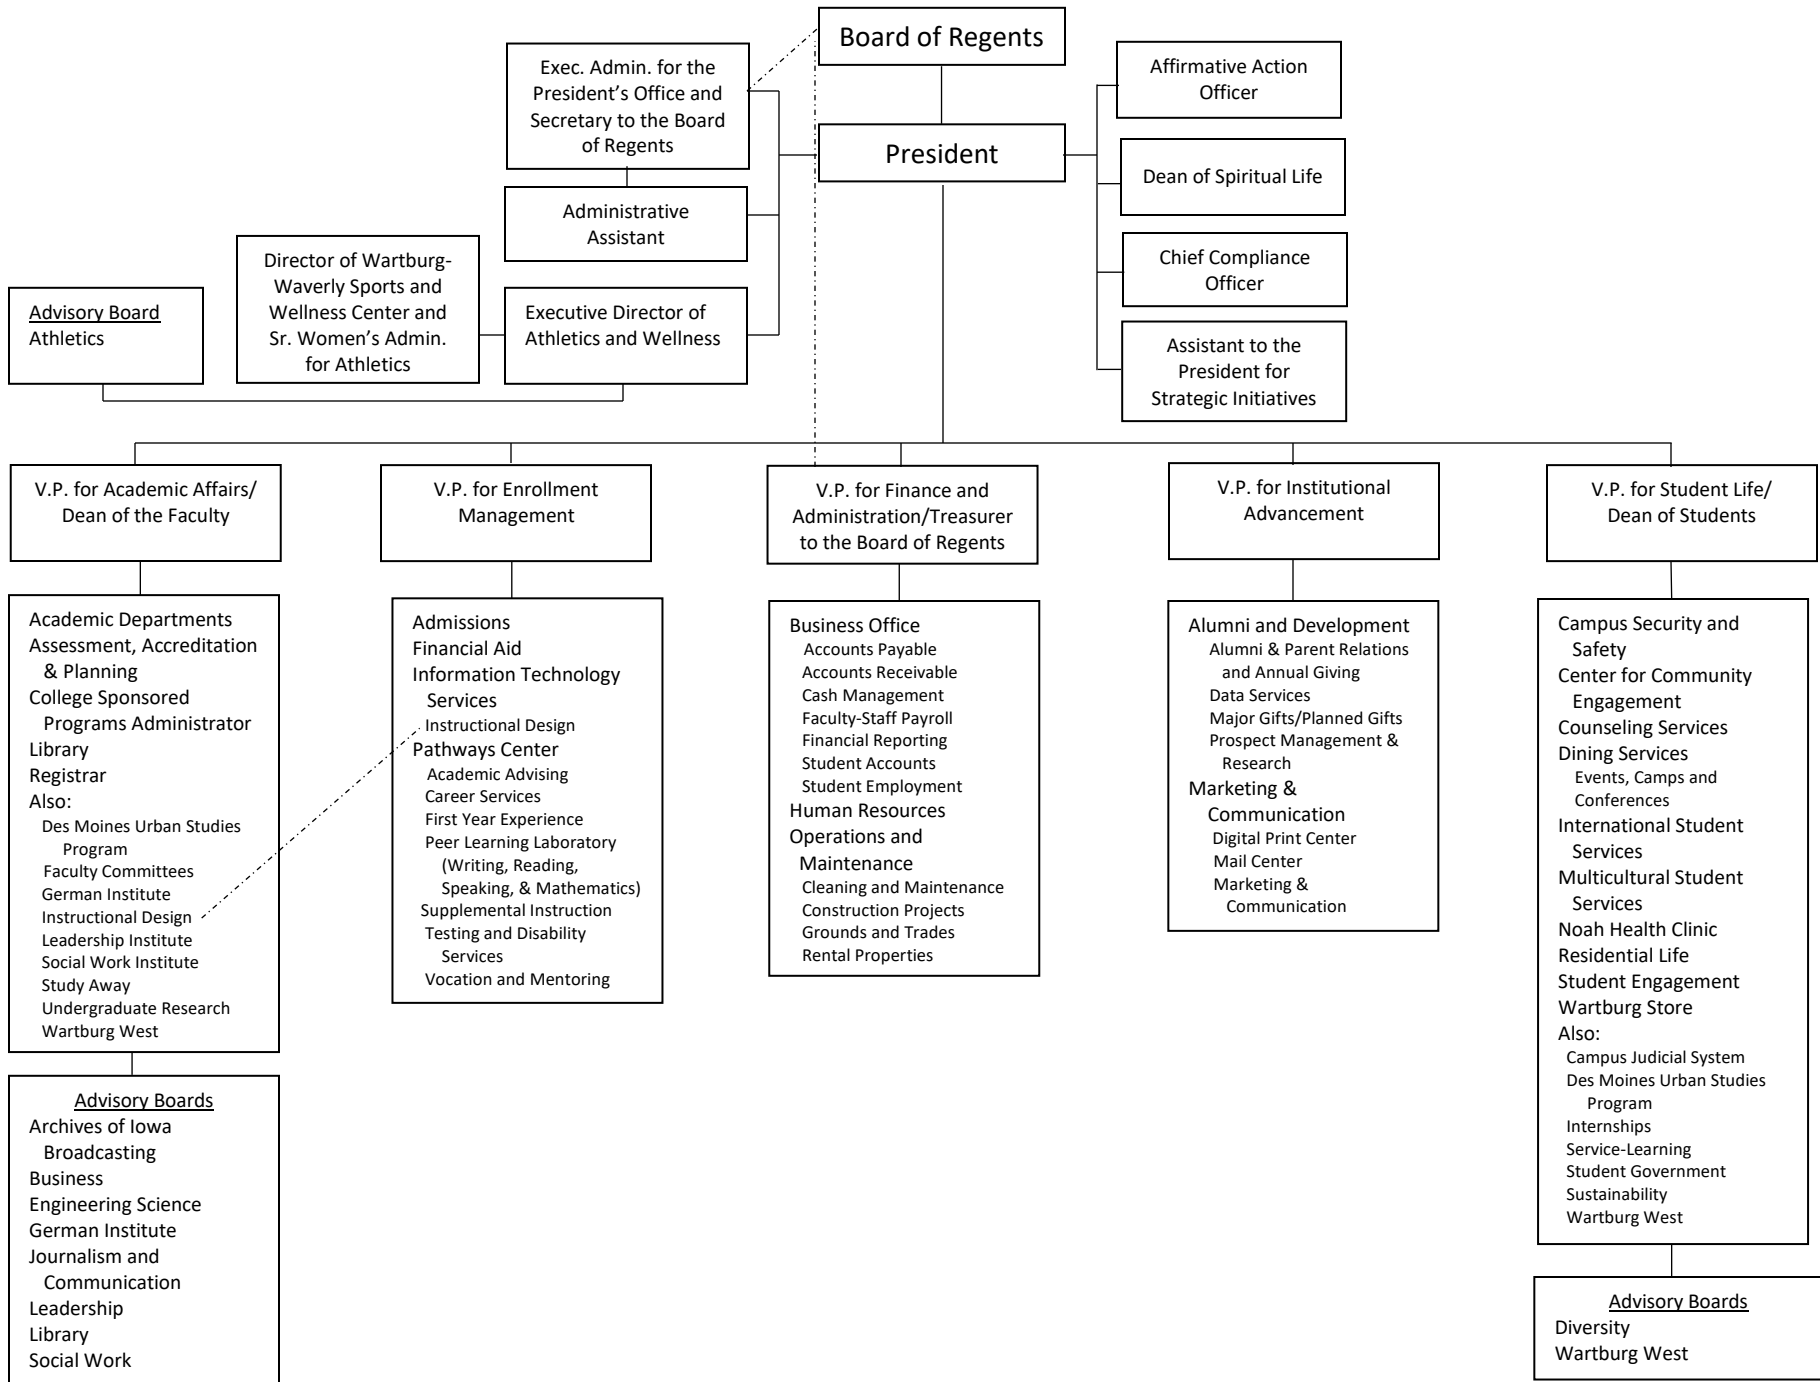 Board of Regents
Exec. Admin. for the
President's Office and
Secretary to the Board
of Regents
Affirmative Action
Officer
President
Dean of Spiritual Life
Administrative
Assistant
Director of Wartburg-
Waverly Sports and
Wellness Center and
Sr. Women's Admin.
for Athletics
Chief Compliance
Officer
Advisory Board
Athletics
Executive Director of
Athletics and Wellness
Assistant to the
President for
Strategic Initiatives
V.P. for Academic Affairs/
Dean of the Faculty
V.P. for Enrollment
Management
V.P. for Finance and
Administration/Treasurer
to the Board of Regents
V.P. for Institutional
Advancement
V.P. for Student Life/
Dean of Students
Academic Departments
Assessment, Accreditation
& Planning
College Sponsored
Programs Administrator
Library
Registrar
Also:
Des Moines Urban Studies
Program
Faculty Committees
German Institute
Instructional Design
Leadership Institute
Social Work Institute
Study Away
Undergraduate Research
Wartburg West
Admissions
Financial Aid
Information Technology
Services
Instructional Design
Pathways Center
Academic Advising
Career Services
First Year Experience
Peer Learning Laboratory
(Writing, Reading,
Speaking, & Mathematics)
Supplemental Instruction
Testing and Disability
Services
Vocation and Mentoring
Business Office
Accounts Payable
Accounts Receivable
Cash Management
Faculty-Staff Payroll
Financial Reporting
Student Accounts
Student Employment
Human Resources
Operations and
Maintenance
Cleaning and Maintenance
Construction Projects
Grounds and Trades
Rental Properties
Alumni and Development
Alumni & Parent Relations
and Annual Giving
Data Services
Major Gifts/Planned Gifts
Prospect Management &
Research
Marketing &
Communication
Digital Print Center
Mail Center
Marketing &
Communication
Campus Security and
Safety
Center for Community
Engagement
Counseling Services
Dining Services
Events, Camps and
Conferences
International Student
Services
Multicultural Student
Services
Noah Health Clinic
Residential Life
Student Engagement
Wartburg Store
Also:
Campus Judicial System
Des Moines Urban Studies
Program
Internships
Service-Learning
Student Government
Sustainability
Wartburg West
Advisory Boards
Archives of Iowa
Broadcasting
Business
Engineering Science
German Institute
Journalism and
Communication
Leadership
Library
Social Work
Advisory Boards
Diversity
Wartburg West